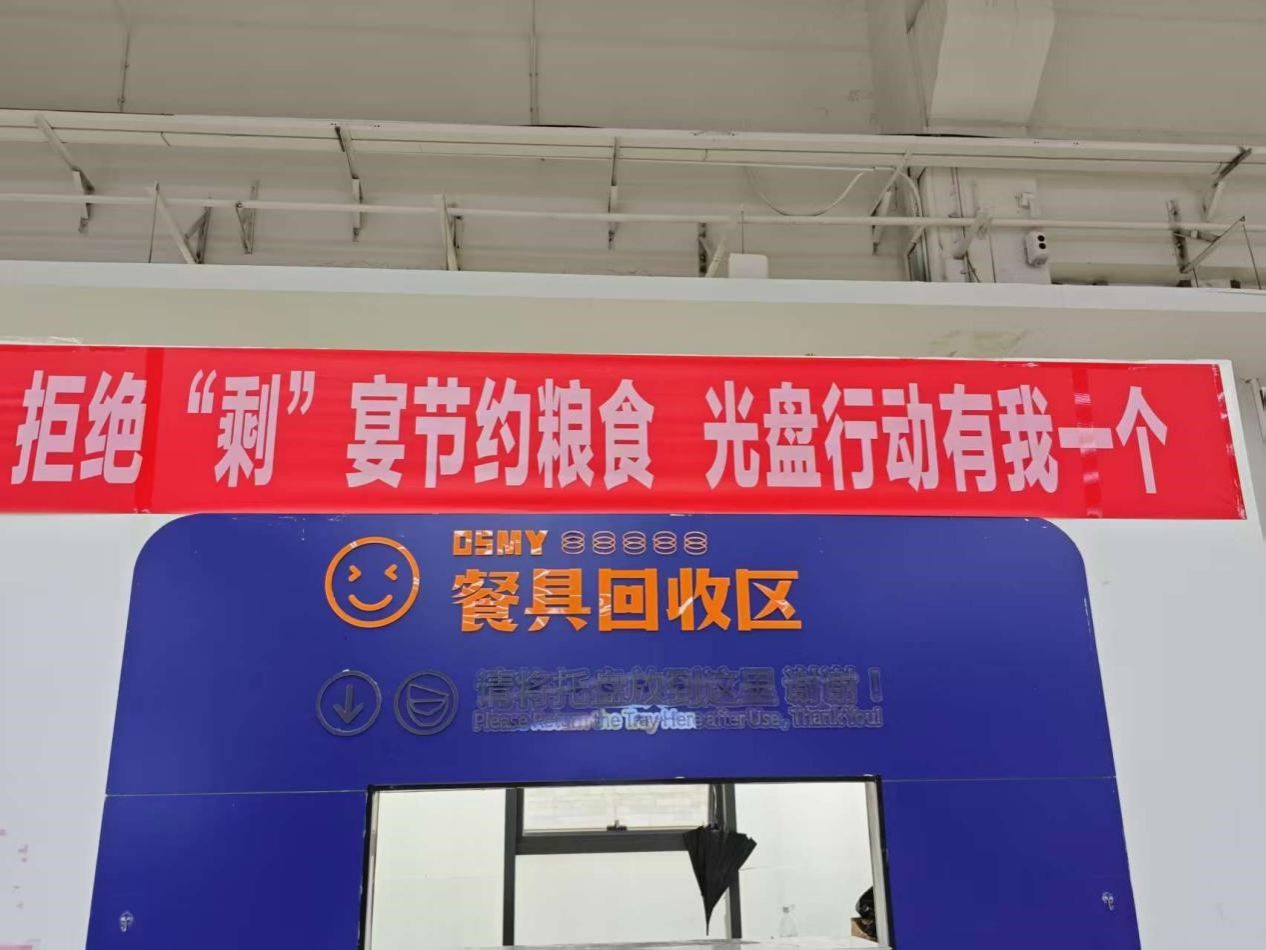 拒绝“剩”宴节约粮食 光盘行动有我一个
OSMY
餐具回收区
请将托盘放到这里 谢谢！
Please Return the Tray Here after Use, Thank You!